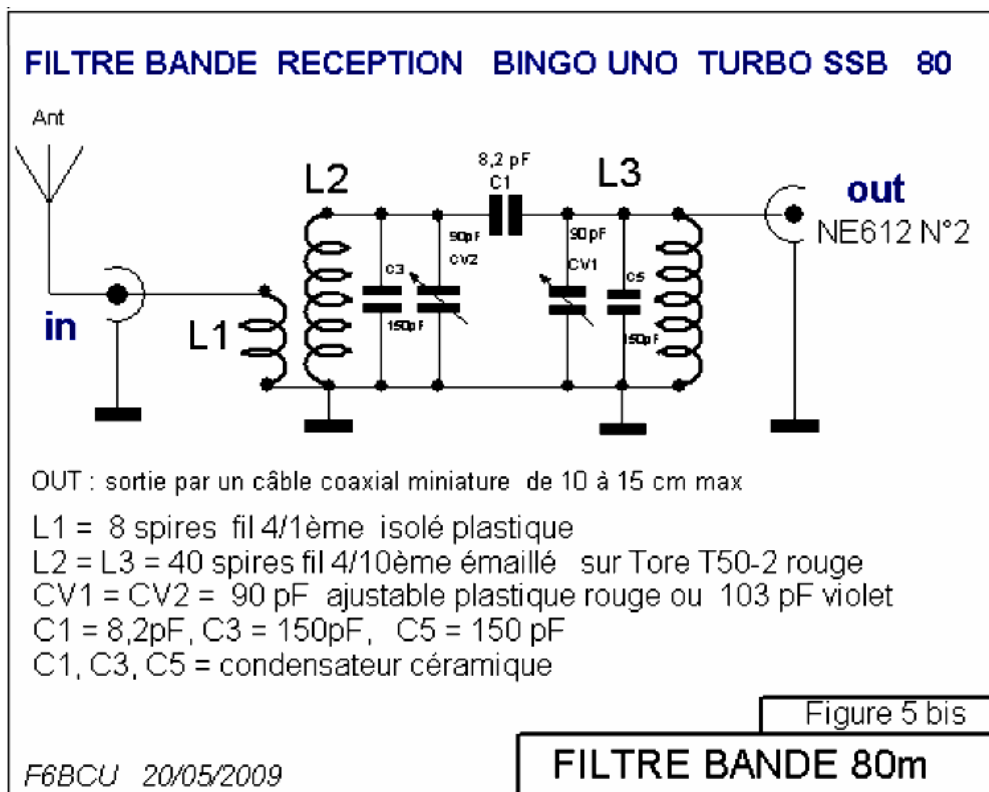 FILTRE BANDE RECEPTION BINGO UNO TURBO SSB 80
Ant
8,2 pF
C1
L2
L3
out
NE612 N°2
90pF
CV2
90pF
CV1
C3
C5
150pF
150pF
in
L1
OUT : sortie par un câble coaxial miniature de 10 à 15 cm max
L1 = 8 spires fil 4/1ème isolé plastique
L2 = L3 = 40 spires fil 4/10ème émaillé sur Tore T50-2 rouge
CV1 = CV2 = 90 pF ajustable plastique rouge ou 103 pF violet
C1 = 8,2pF, C3 = 150pF, C5 = 150 pF
C1, C3, C5 = condensateur céramique
Figure 5 bis
F6BCU 20/05/2009
FILTRE BANDE 80m